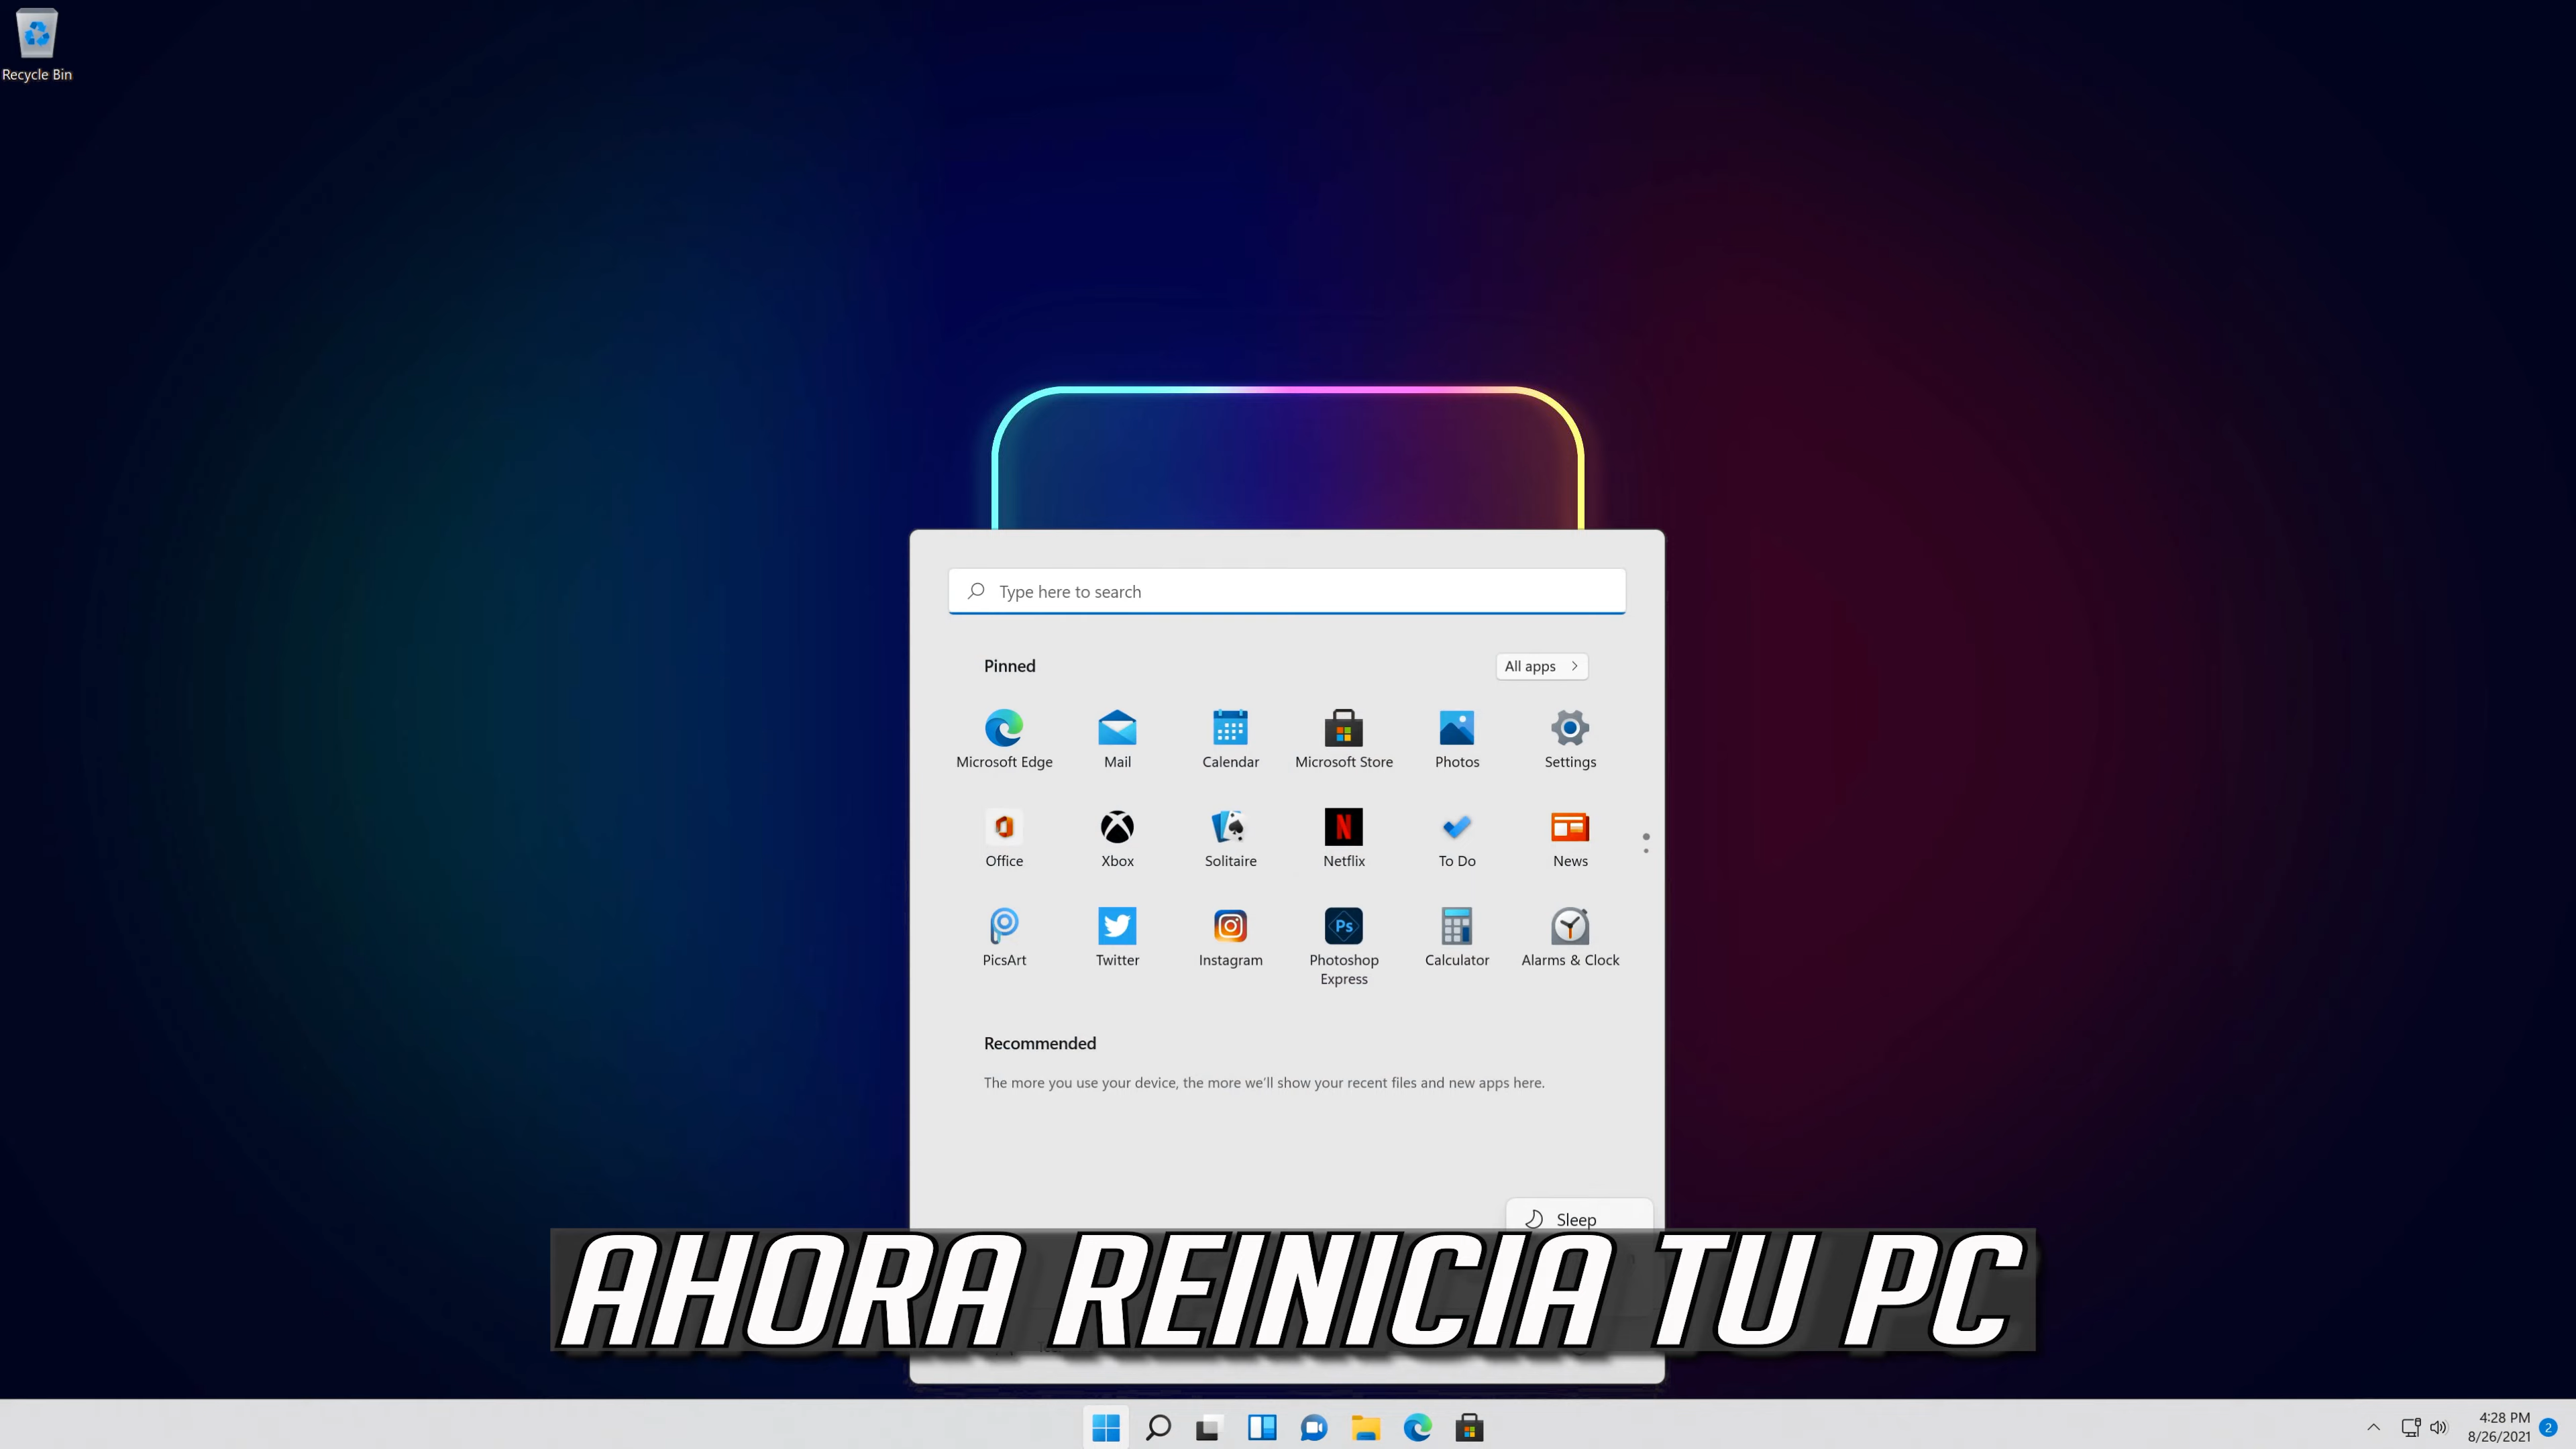 Recycle Bin
Type here to search
Pinned
All apps
Microsoft Edge
Mail
Calendar
Microsoft Store
Photos
Settings
Office
Xbox
Solitaire
Netflix
To Do
News
PicsArt
Twitter
Instagram
Ps
Photoshop
Express
Calculator
Alarms & Clock
Recommended
The more you use your device, the more we'll show your recent files and new apps here.
Sleep
AHORA REINICIA TU PC
4:28 PM
8/26/2021
2